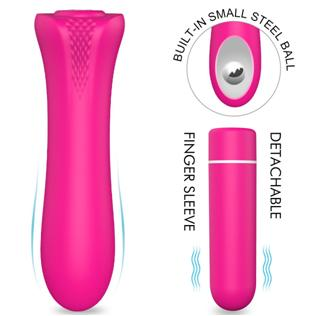 BUILT-IN SMALL STEEL BALL
FINGER SLEEVE
DETACHABLE